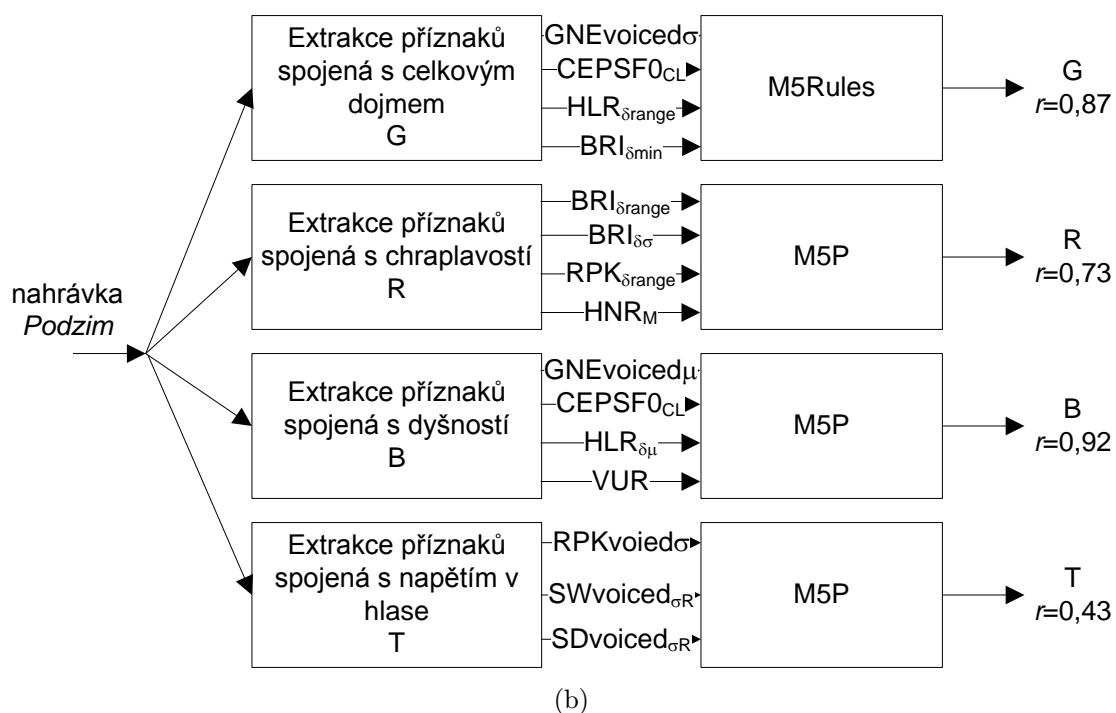 nahrávka
Podzim
Extrakce příznaků
spojená s celkovým
dojmem
G
GNEvoicedσ
CEPSF0CL
HLRδrange
BRIδmin
M5Rules
G
r=0,87
Extrakce příznaků
spojená s chraplavostí
R
BRIδrange
BRIδσ
RPKδrange
HNRM
M5P
R
r=0,73
Extrakce příznaků
spojená s dyšností
B
GNEvoicedμ
CEPSF0CL
HLRδμ
VUR
M5P
B
r=0,92
Extrakce příznaků
spojená s napětím v
hlase
T
RPKvoiedσ
SWvoicedσR
SDvoicedσR
M5P
T
r=0,43
(b)